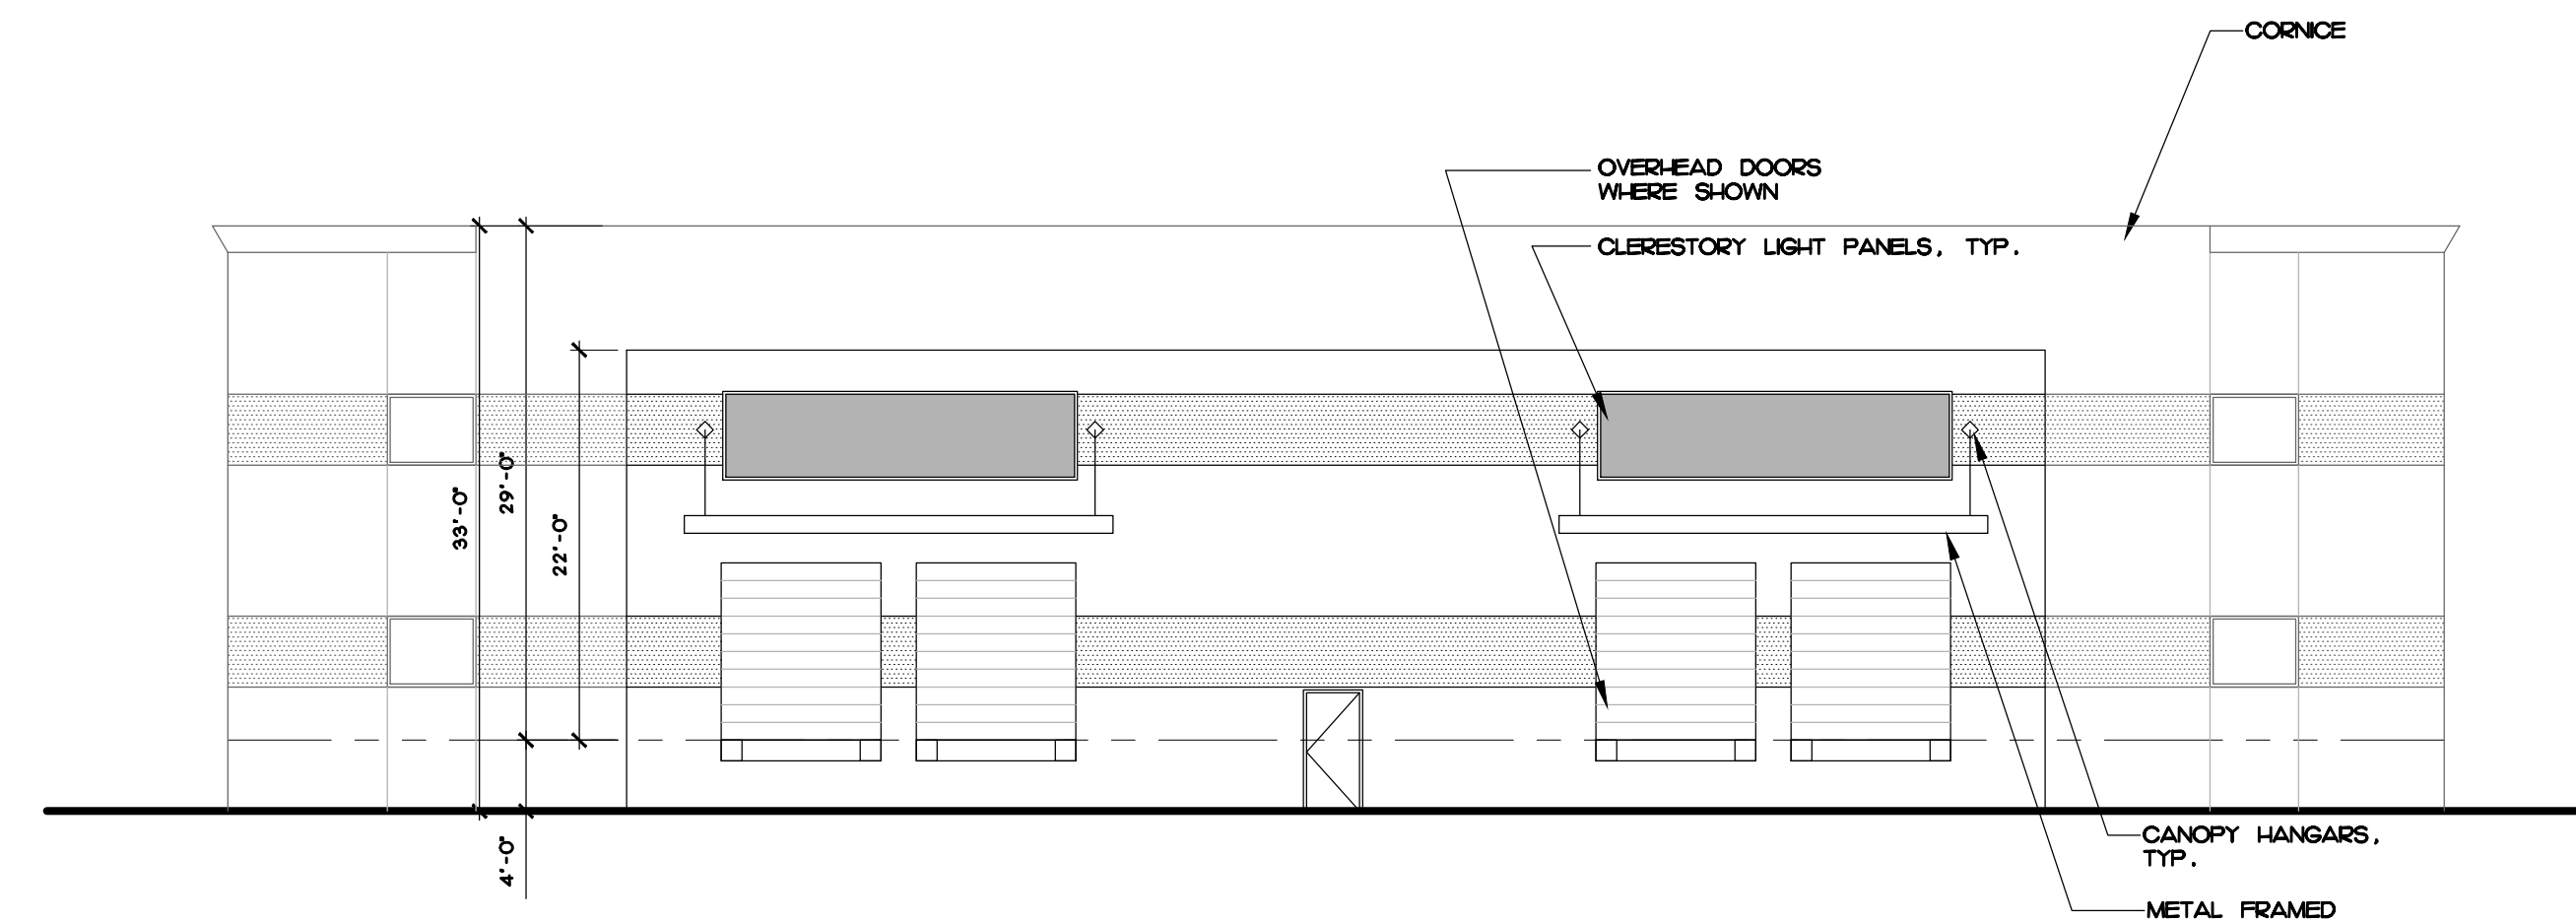 CORNICE
OVERHEAD DOORS
WHERE SHOWN
CLERESTORY LIGHT PANELS, TYP.
33'-0"
29'-0"
22'-0"
4'-0"
CANOPY HANGARS,
TYP.
METAL FRAMED